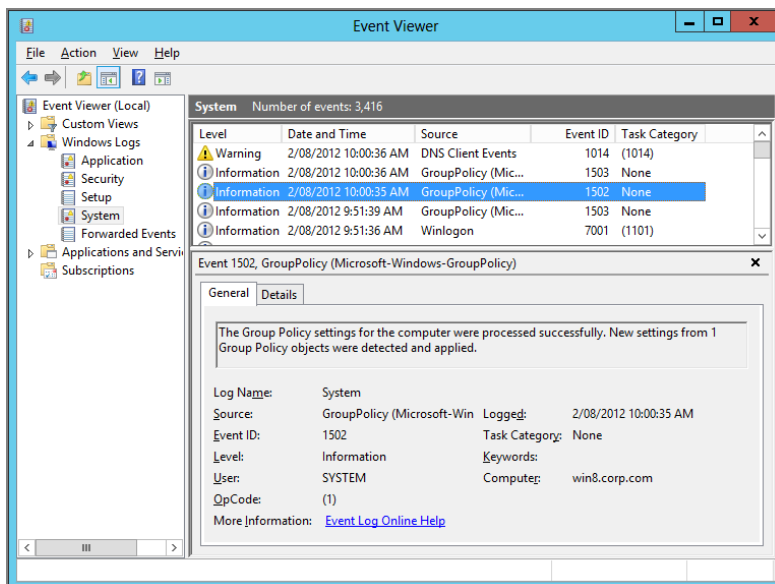 Event Viewer
File Action View Help
Event Viewer (Local)
Custom Views
Windows Logs
Application
Security
Setup
System
Forwarded Events
Applications and Servi
Subscriptions
System Number of events: 3,416
Level Date and Time Source Event ID Task Category
Warning 2/08/2012 10:00:36 AM DNS Client Events 1014 (1014)
Information 2/08/2012 10:00:36 AM GroupPolicy (Mic... 1503 None
Information 2/08/2012 10:00:35 AM GroupPolicy (Mic... 1502 None
Information 2/08/2012 9:51:39 AM GroupPolicy (Mic... 1503 None
Information 2/08/2012 9:51:36 AM Winlogon 7001 (1101)
Event 1502, GroupPolicy (Microsoft-Windows-GroupPolicy)
General Details
The Group Policy settings for the computer were processed successfully. New settings from 1
Group Policy objects were detected and applied.
Log Name: System
Source: GroupPolicy (Microsoft-Win Logged: 2/08/2012 10:00:35 AM
Event ID: 1502 Task Category: None
Level: Information Keywords:
User: SYSTEM Computer: win8.corp.com
OpCode: (1)
More Information: Event Log Online Help